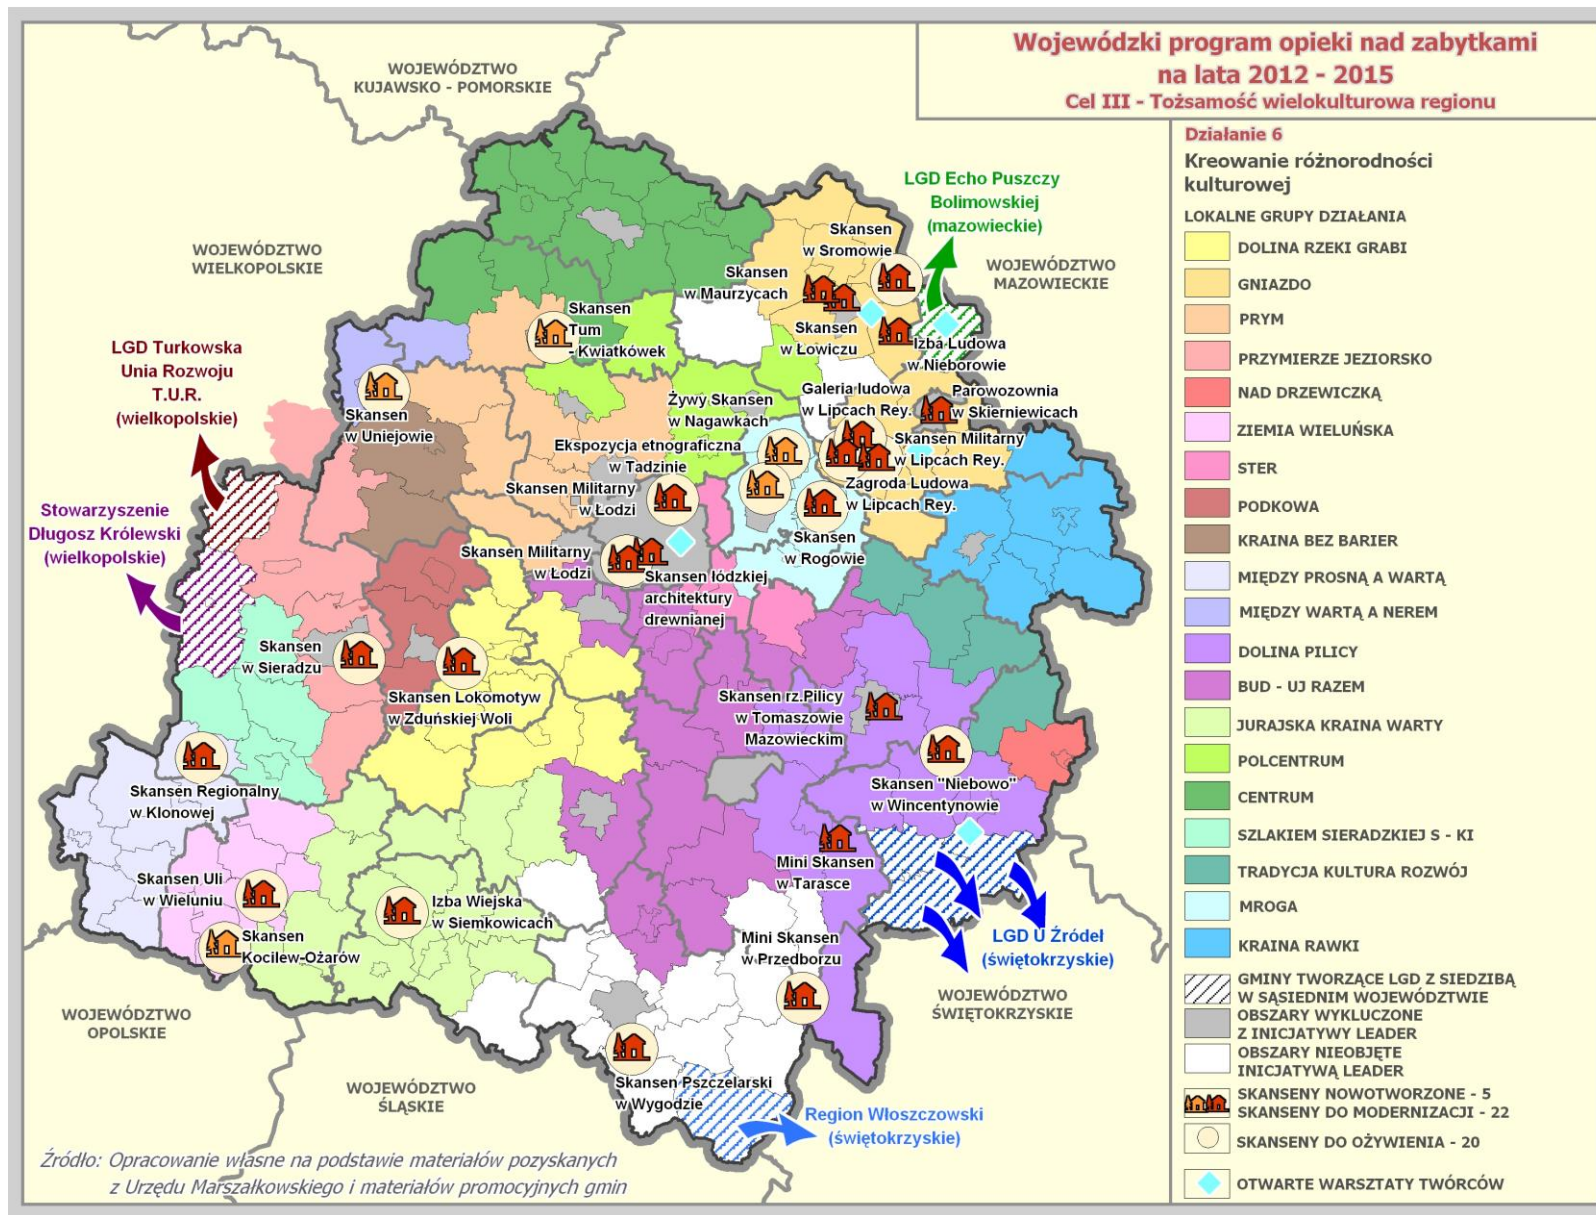 Wojewódzki program opieki nad zabytkami
na lata 2012 - 2015
Cel III - Tożsamość wielokulturowa regionu
Działanie 6
Kreowanie różnorodności
kulturowej
LOKALNE GRUPY DZIAŁANIA
DOLINA RZEKI GRABI
GNIAZDO
PRYM
PRZYMIERZE JEZIORSKO
NAD DRZEWICZKĄ
ZIEMIA WIELUŃSKA
STER
PODKOWA
KRAINA BEZ BARIER
MIĘDZY PROSNĄ A WARTĄ
MIĘDZY WARTĄ A NEREM
DOLINA PILICY
BUD - UJ RAZEM
JURAJSKA KRAINA WARTY
POLCENTRUM
CENTRUM
SZLAKIEM SIERADZKIEJ S - KI
TRADYCJA KULTURA ROZWÓJ
MROGA
KRAINA RAWKI
GMINY TWORZĄCE LGD Z SIEDZIBĄ
W SĄSIEDNIM WOJEWÓDZTWIE
OBSZARY WYKLUCZONE
Z INICJATYWY LEADER
OBSZARY NIEOBJĘTE
INICJATYWĄ LEADER
SKANSENY NOWOTWORZONE - 5
SKANSENY DO MODERNIZACJI - 22
SKANSENY DO OŻYWIENIA - 20
OTWARTE WARSZTATY TWÓRCÓW
WOJEWÓDZTWO
KUJAWSKO - POMORSKIE
WOJEWÓDZTWO
WIELKOPOLSKIE
WOJEWÓDZTWO
MAZOWIECKIE
LGD Echo Puszczy
Bolimowskiej
(mazowieckie)
Skansen
w Sromowie
Skansen
w Maurzycach
Skansen
w Łowiczu
Izba Ludowa
w Nieborowie
Skansen
Tum
- Kwiatkówek
LGD Turkowska
Unia Rozwoju
T.U.R.
(wielkopolskie)
Skansen
w Uniejowie
Żywy Skansen
w Nagawkach
Galeria ludowa
w Lipcach Rey.
Parowozownia
w Skierniewicach
Ekspozycja etnograficzna
w Tadzinie
Skansen Militarny
w Lipcach Rey.
Skansen Militarny
w Łodzi
Zagroda Ludowa
w Lipcach Rey.
Stowarzyszenie
Długosz Królewski
(wielkopolskie)
Skansen
w Rogowie
Skansen Militarny
w Łodzi
Skansen łódzkiej
architektury
drewnianej
Skansen
w Sieradzu
Skansen Lokomotyw
w Zduńskiej Woli
Skansen rz.Pilicy
w Tomaszowie
Mazowieckim
Skansen "Niebowo"
w Wincentynowie
Skansen Regionalny
w Klonowej
Mini Skansen
w Tarasce
Skansen Uli
w Wieluniu
Izba Wiejska
w Siemkowicach
Skansen
Kocilew-Ożarów
Mini Skansen
w Przedborzu
LGD U Źródeł
(świętokrzyskie)
WOJEWÓDZTWO
OPOLSKIE
WOJEWÓDZTWO
ŚWIĘTOKRZYSKIE
WOJEWÓDZTWO
ŚLĄSKIE
Skansen Pszczelarski
w Wygodzie
Region Włoszczowski
(świętokrzyskie)
Źródło: Opracowanie własne na podstawie materiałów pozyskanych
z Urzędu Marszałkowskiego i materiałów promocyjnych gmin